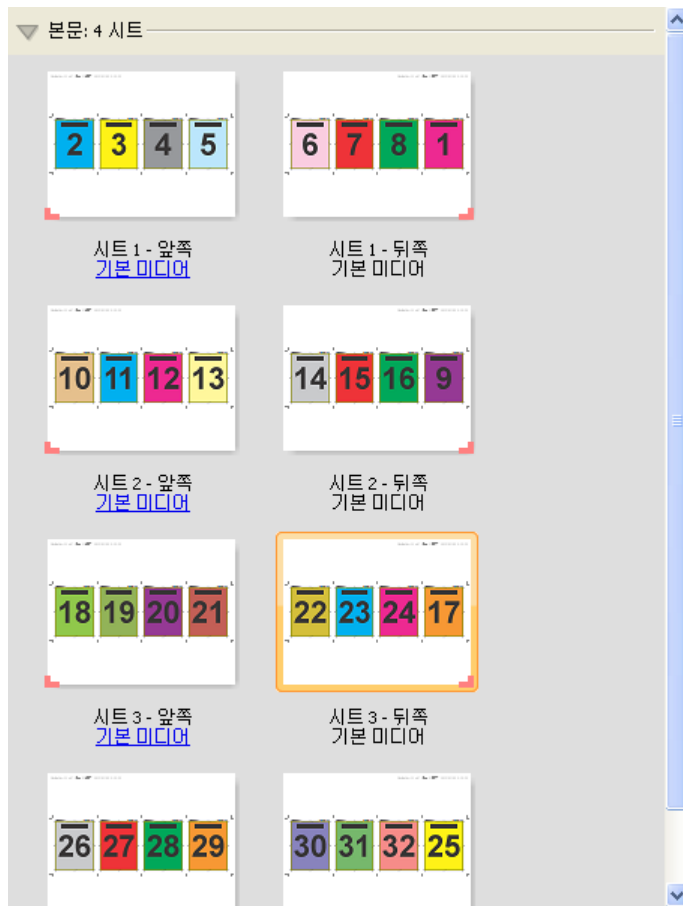 본문: 4 시트
2 3 4 5
6 7 8 1
시트 1 - 앞쪽
기본 미디어
시트 1 - 뒤쪽
기본 미디어
10 11 12 13
14 15 16 9
시트 2 - 앞쪽
기본 미디어
시트 2 - 뒤쪽
기본 미디어
18 19 20 21
22 23 24 17
시트 3 - 앞쪽
기본 미디어
시트 3 - 뒤쪽
기본 미디어
26 27 28 29
30 31 32 25